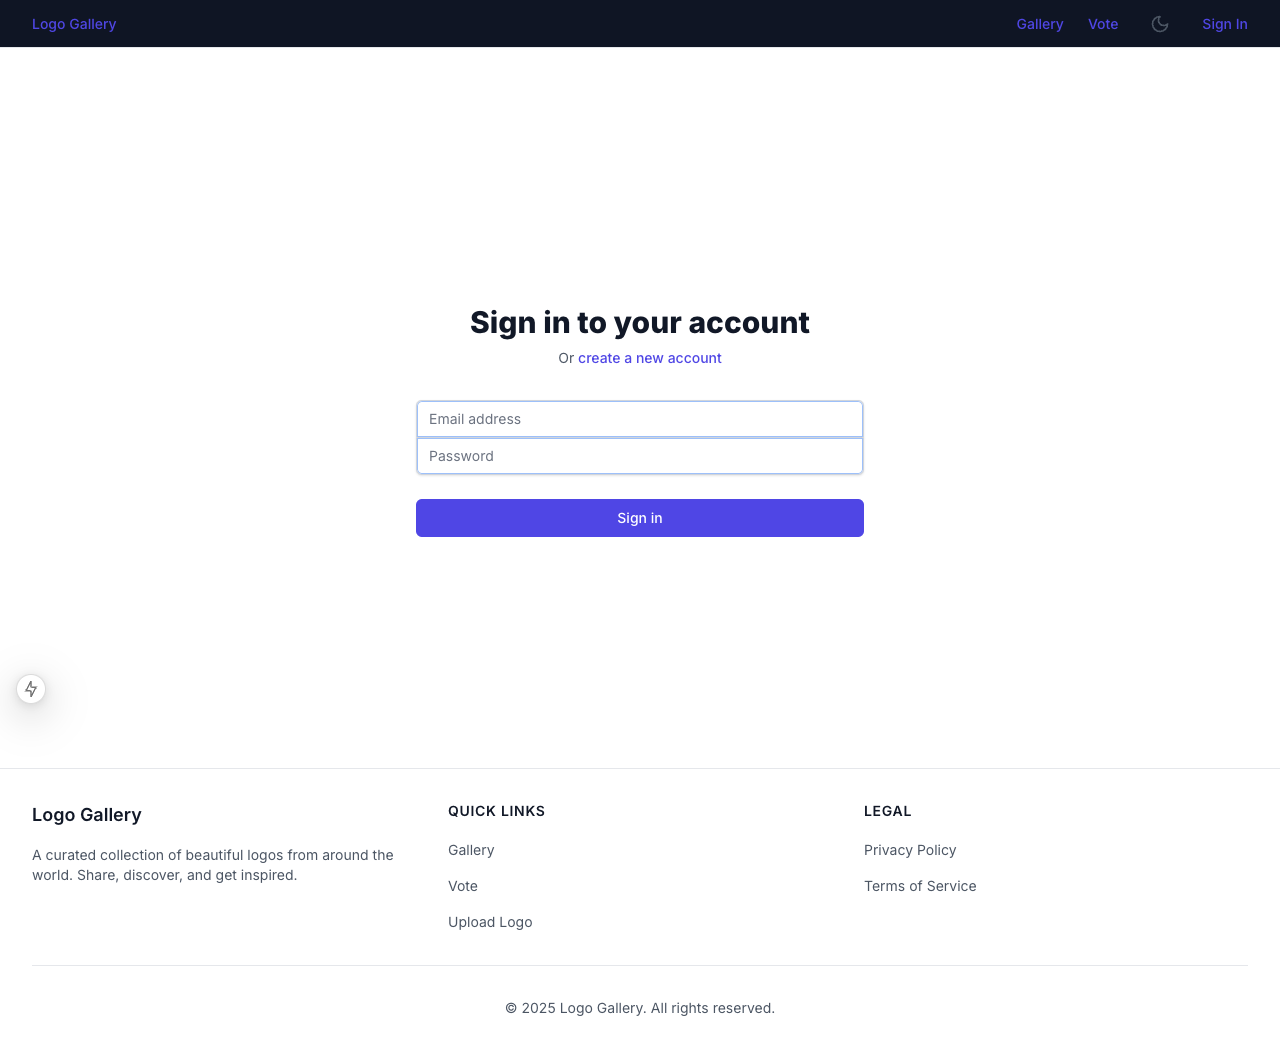 Logo Gallery
Gallery
Vote
Sign In
Sign in to your account
Or create a new account
Email address
Password
Sign in
Logo Gallery
A curated collection of beautiful logos from around the
world. Share, discover, and get inspired.
QUICK LINKS
Gallery
Vote
Upload Logo
LEGAL
Privacy Policy
Terms of Service
© 2025 Logo Gallery. All rights reserved.